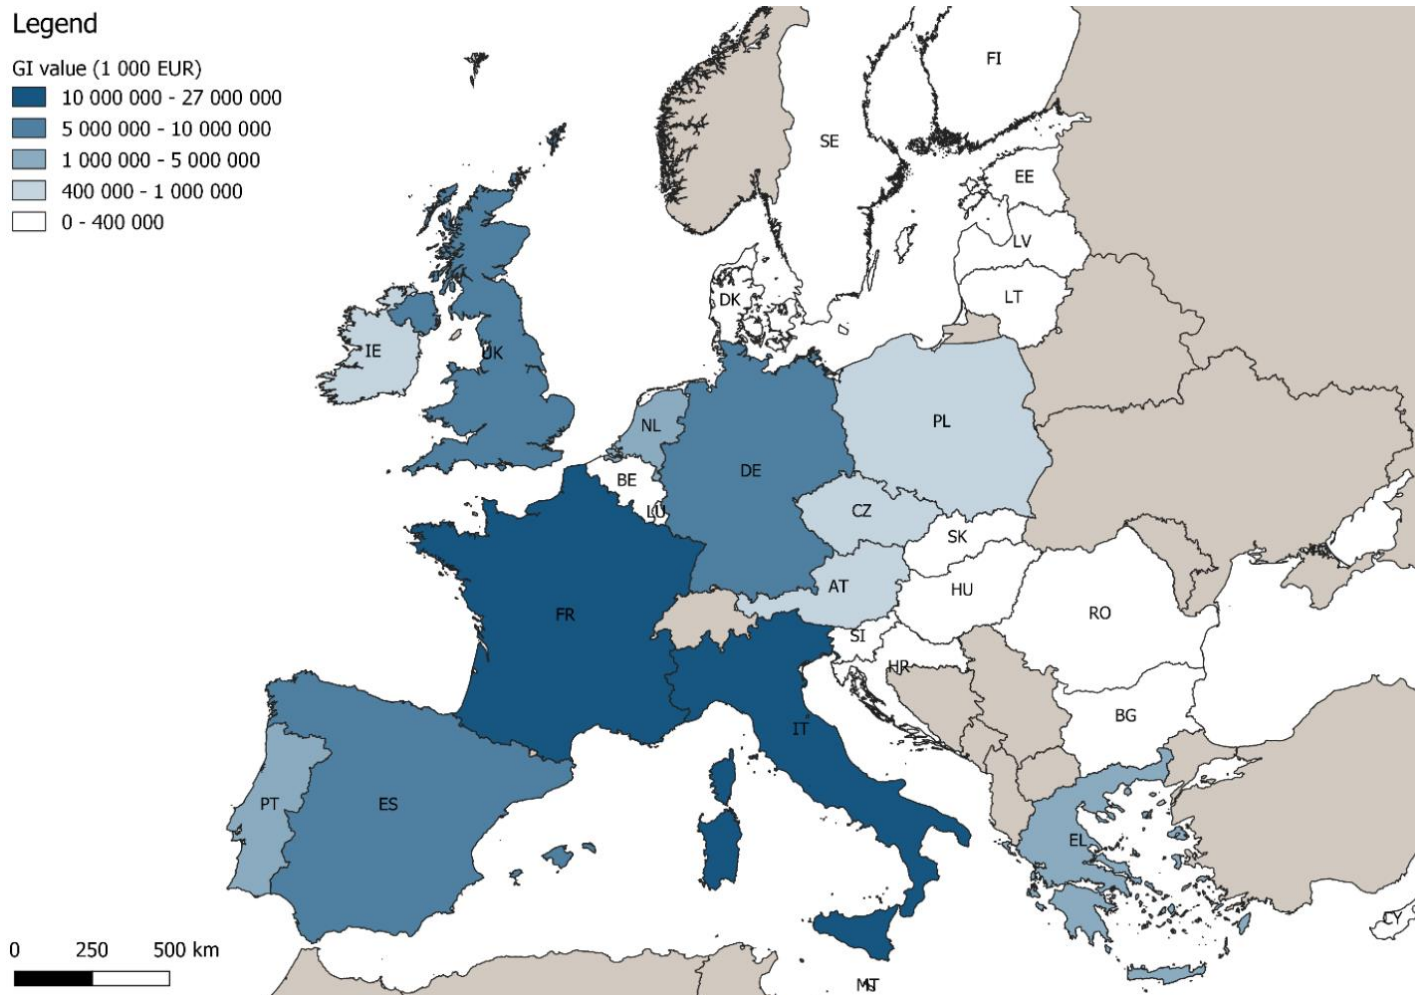 Legend
GI value (1 000 EUR)
10 000 000 - 27 000 000
5 000 000 - 10 000 000
1 000 000 - 5 000 000
400 000 - 1 000 000
0 - 400 000
FI
SE
EE
LV
LT
DK
IE
UK
NL
PL
DE
BE
LU
CZ
SK
AT
HU
FR
RO
SI
HR
BG
IT
PT
ES
EL
CY
MT
0 250 500 km